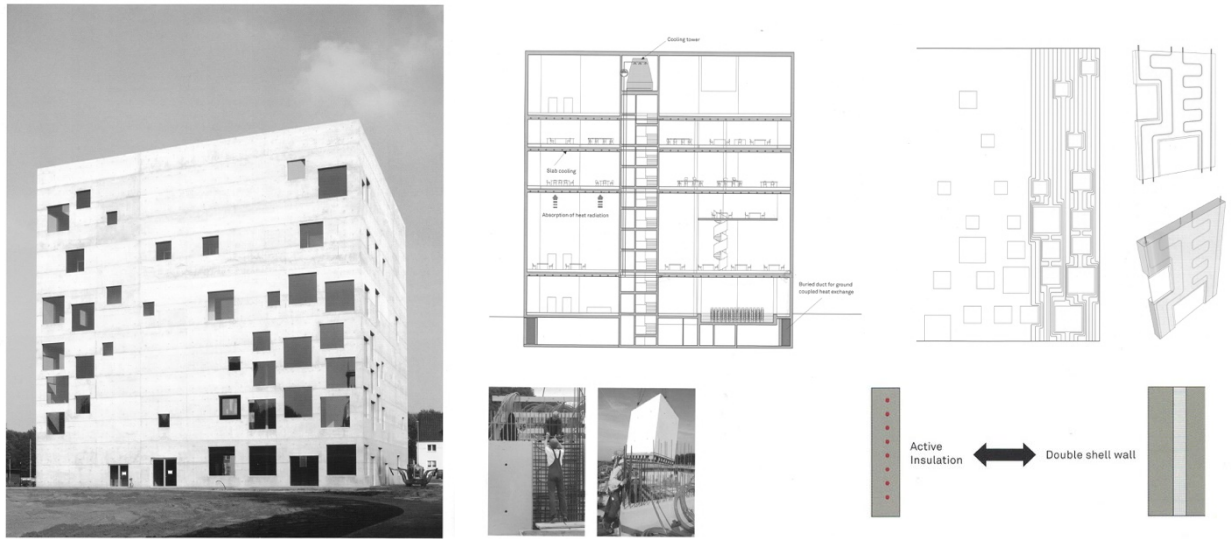 Cooling tower
Slab cooling
Absorption of heat radiation
Buried duct for ground
coupled heat exchange
Active
Insulation
Double shell wall